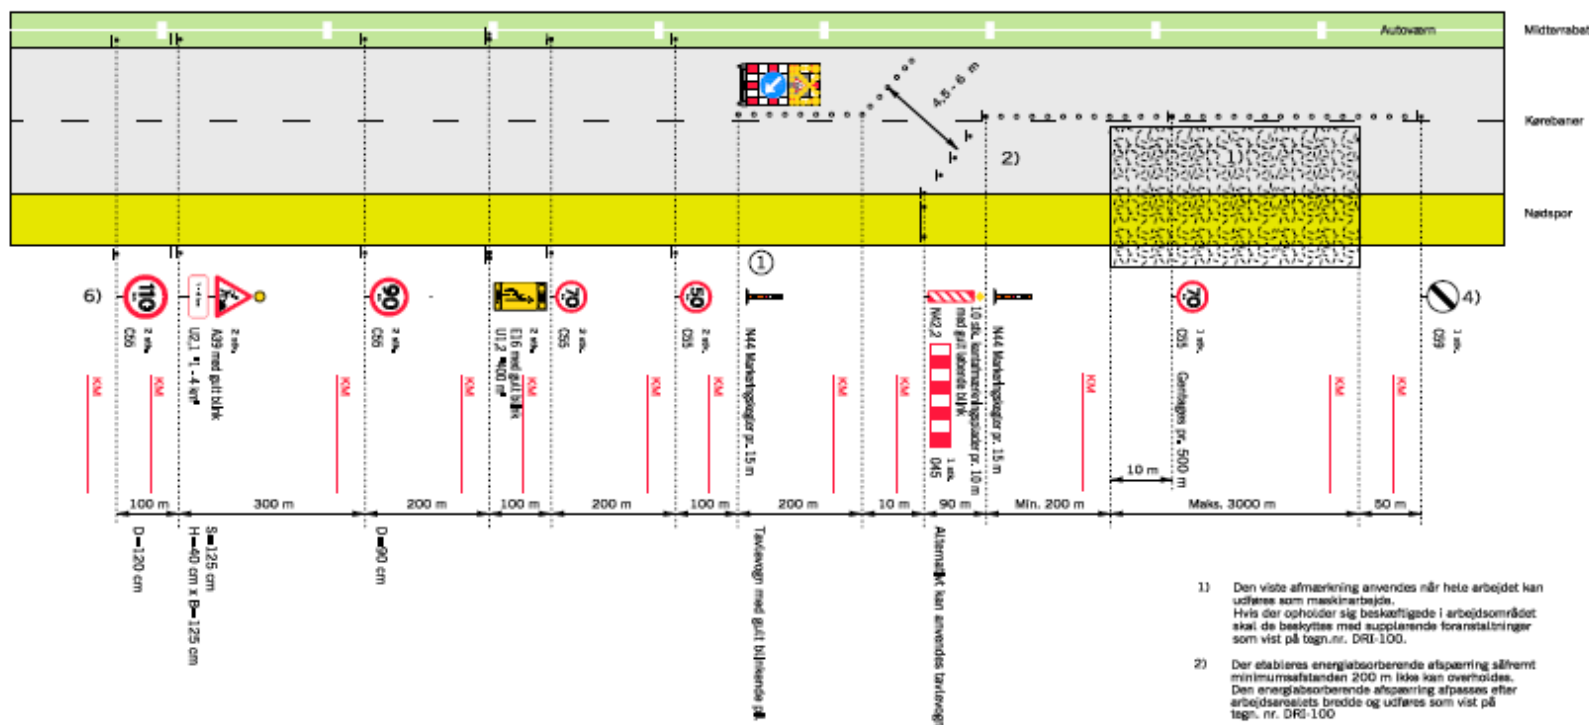 Autoværn
Midterrabat
4,5 - 6 m
Kørebaner
2)
1)
Nødspor
1
6)
110
2 stk.
C55
2 stk.
A39 med gult blink
U2,1 "1 - 4 km"
90
2 stk.
C55
2 stk.
E16 med gult blink
U1,2 "400 m"
70
2 stk.
C55
50
2 stk.
C55
N44 Markeringskegler pr. 15 m
10 stk. kantafmærkningsplader pr. 10 m
med gult løbende blink
N42,2
1 stk.
O45
N44 Markeringskegler pr. 15 m
70
1 stk.
C55
Gentages pr. 500 m
4)
1 stk.
C59
KM
KM
KM
KM
KM
KM
KM
KM
KM
KM
KM
10 m
100 m
300 m
200 m
100 m
200 m
100 m
200 m
10 m
90 m
Min. 200 m
Maks. 3000 m
50 m
D=120 cm
S=125 cm
H=40 cm x B=125 cm
D=90 cm
Tavlevogn med gult blinkende pil
Alternativt kan anvendes tavlevogn
1) Den viste afmærkning anvendes når hele arbejdet kan
udføres som maskinarbejde.
Hvis der opholder sig beskæftigede i arbejdsområdet
skal de beskyttes med supplerende foranstaltninger
som vist på tegn.nr. DRI-100.
2) Der etableres energiabsorberende afspærring såfremt
minimumsafstanden 200 m ikke kan overholdes.
Den energiabsorberende afspærring afpasses efter
arbejdsarealets bredde og udføres som vist på
tegn. nr. DRI-100